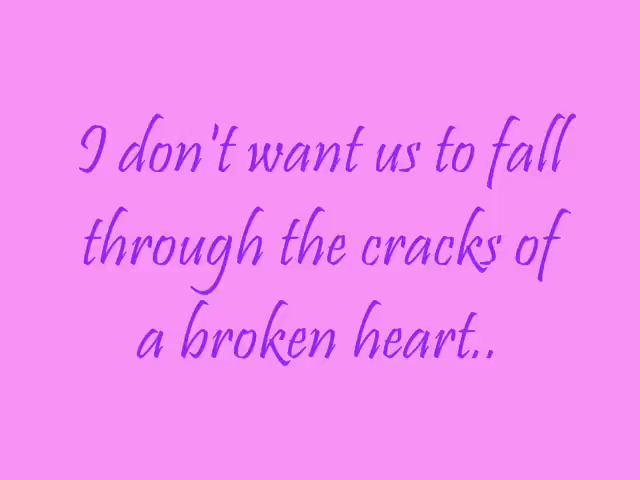 I don't want us to fall
through the cracks of
a broken heart..